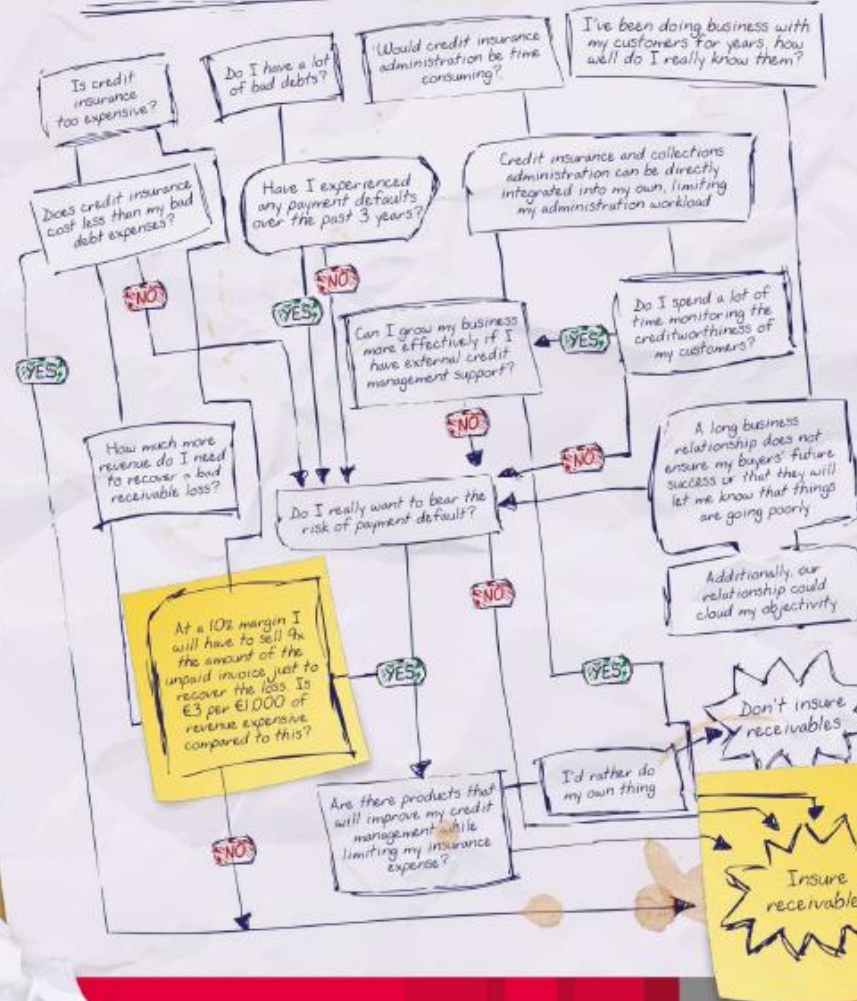 Is credit
insurance
too expensive?
Do I have a lot
of bad debts?
Would credit insurance
administration be time
consuming?
I've been doing business with
my customers for years, how
well do I really know them?
Does credit insurance
cost less than my bad
debt expenses?
Have I experienced
any payment defaults
over the past 3 years?
Credit insurance and collections
administration can be directly
integrated into my own, limiting
my administration workload
NO
NO
YES
YES
Can I grow my business
more effectively if I
have external credit
management support?
YES
Do I spend a lot of
time monitoring the
creditworthiness of
my customers?
How much more
revenue do I need
to recover a bad
receivable loss?
NO
NO
A long business
relationship does not
ensure my buyers' future
success or that they will
let me know that things
are going poorly
Do I really want to bear the
risk of payment default?
Additionally, our
relationship could
cloud my objectivity
NO
At a 10% margin I
will have to sell 9x
the amount of the
unpaid invoice just to
recover the loss. Is
€3 per €1,000 of
revenue expensive
compared to this?
YES
YES
Don't insure
receivables
I'd rather do
my own thing
Are there products that
will improve my credit
management while
limiting my insurance
expense?
NO
Insure
receivable